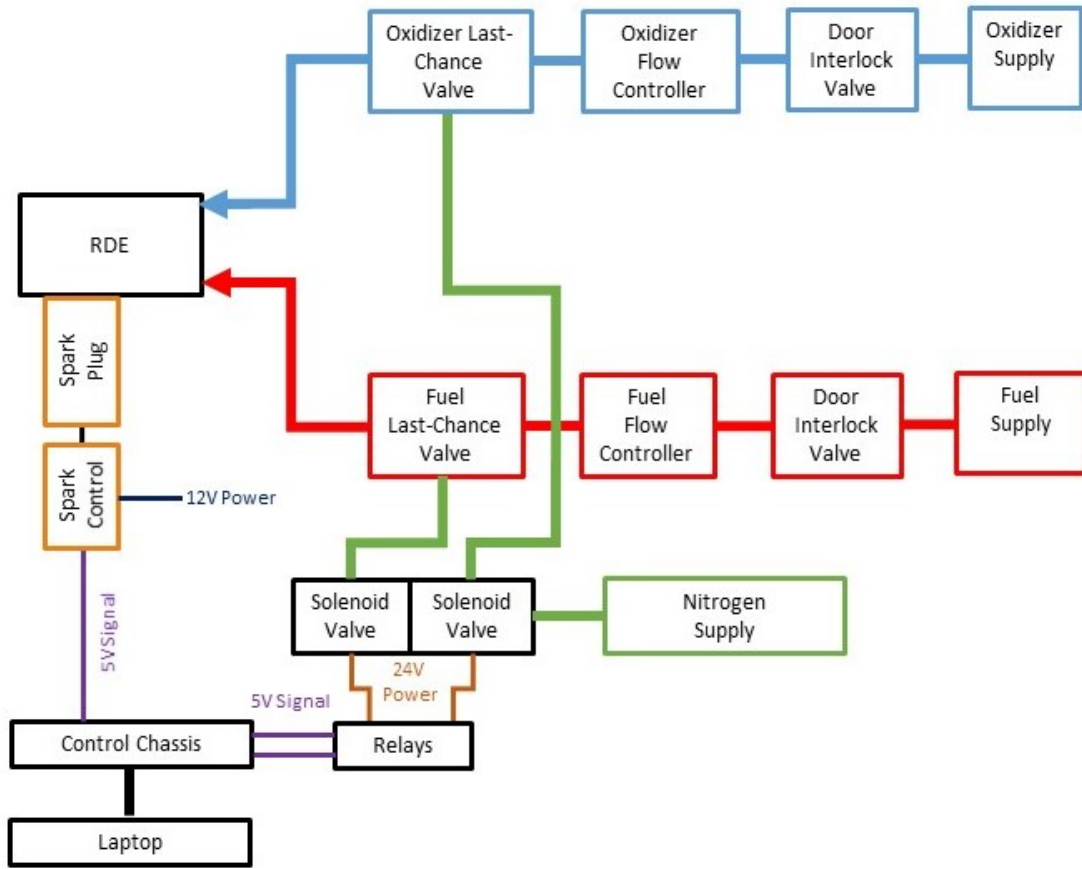 Oxidizer Last-
Chance
Valve
Oxidizer
Flow
Controller
Door
Interlock
Valve
Oxidizer
Supply
RDE
Spark
Plug
Fuel
Last-Chance
Valve
Fuel
Flow
Controller
Door
Interlock
Valve
Fuel
Supply
Spark
Control
12V Power
5V Signal
Solenoid
Valve
Solenoid
Valve
Nitrogen
Supply
24V
Power
5V Signal
Control Chassis
Relays
Laptop